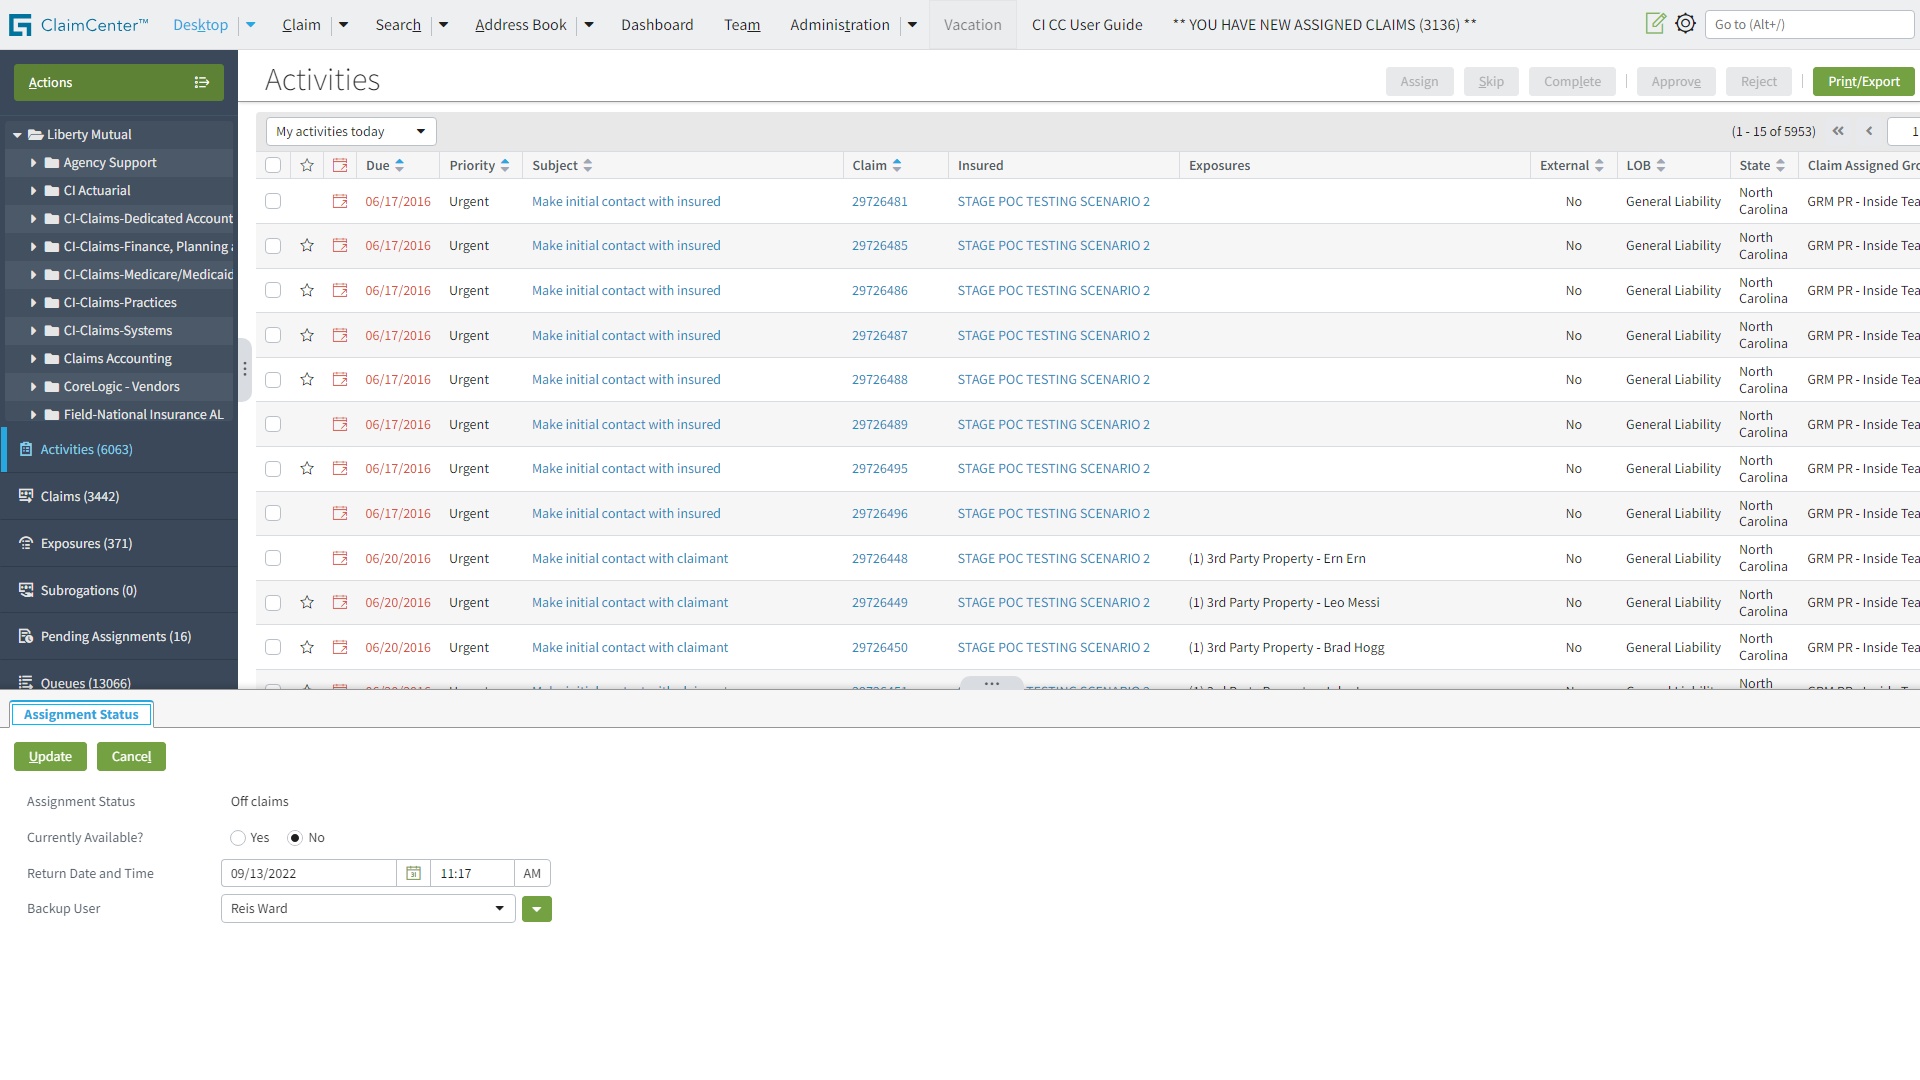 ClaimCenter™ Desktop Claim Search Address Book Dashboard Team Administration Vacation CI CC User Guide ** YOU HAVE NEW ASSIGNED CLAIMS (3136) ** Go to (Alt+/)
Actions
Liberty Mutual
Agency Support
CI Actuarial
CI-Claims-Dedicated Account
CI-Claims-Finance, Planning
CI-Claims-Medicare/Medicaid
CI-Claims-Practices
CI-Claims-Systems
Claims Accounting
CoreLogic - Vendors
Field-National Insurance AL
Activities (6063)
Claims (3442)
Exposures (371)
Subrogations (0)
Pending Assignments (16)
Queues (13066)
Activities
Assign Skip Complete Approve Reject Print/Export
My activities today (1 - 15 of 5953) 1
Due Priority Subject Claim Insured Exposures External LOB State Claim Assigned Gro
06/17/2016 Urgent Make initial contact with insured 29726481 STAGE POC TESTING SCENARIO 2 No General Liability North Carolina GRM PR - Inside Tea
06/17/2016 Urgent Make initial contact with insured 29726485 STAGE POC TESTING SCENARIO 2 No General Liability North Carolina GRM PR - Inside Tea
06/17/2016 Urgent Make initial contact with insured 29726486 STAGE POC TESTING SCENARIO 2 No General Liability North Carolina GRM PR - Inside Tea
06/17/2016 Urgent Make initial contact with insured 29726487 STAGE POC TESTING SCENARIO 2 No General Liability North Carolina GRM PR - Inside Tea
06/17/2016 Urgent Make initial contact with insured 29726488 STAGE POC TESTING SCENARIO 2 No General Liability North Carolina GRM PR - Inside Tea
06/17/2016 Urgent Make initial contact with insured 29726489 STAGE POC TESTING SCENARIO 2 No General Liability North Carolina GRM PR - Inside Tea
06/17/2016 Urgent Make initial contact with insured 29726495 STAGE POC TESTING SCENARIO 2 No General Liability North Carolina GRM PR - Inside Tea
06/17/2016 Urgent Make initial contact with insured 29726496 STAGE POC TESTING SCENARIO 2 No General Liability North Carolina GRM PR - Inside Tea
06/20/2016 Urgent Make initial contact with claimant 29726448 STAGE POC TESTING SCENARIO 2 (1) 3rd Party Property - Ern Ern No General Liability North Carolina GRM PR - Inside Tea
06/20/2016 Urgent Make initial contact with claimant 29726449 STAGE POC TESTING SCENARIO 2 (1) 3rd Party Property - Leo Messi No General Liability North Carolina GRM PR - Inside Tea
06/20/2016 Urgent Make initial contact with claimant 29726450 STAGE POC TESTING SCENARIO 2 (1) 3rd Party Property - Brad Hogg No General Liability North Carolina GRM PR - Inside Tea
North
Assignment Status
Update Cancel
Assignment Status Off claims
Currently Available? Yes No
Return Date and Time 09/13/2022 31 11:17 AM
Backup User Reis Ward